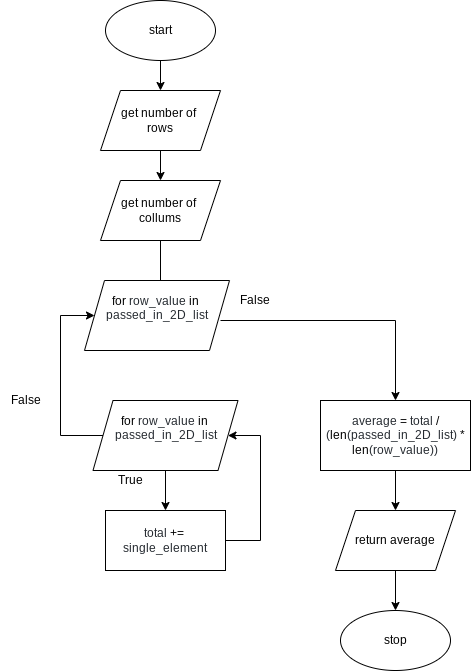 start
get number of
rows
get number of
collums
for row_value in
passed_in_2D_list
False
False
for row_value in
passed_in_2D_list
True
total +=
single_element
average = total /
(len(passed_in_2D_list) *
len(row_value))
return average
stop